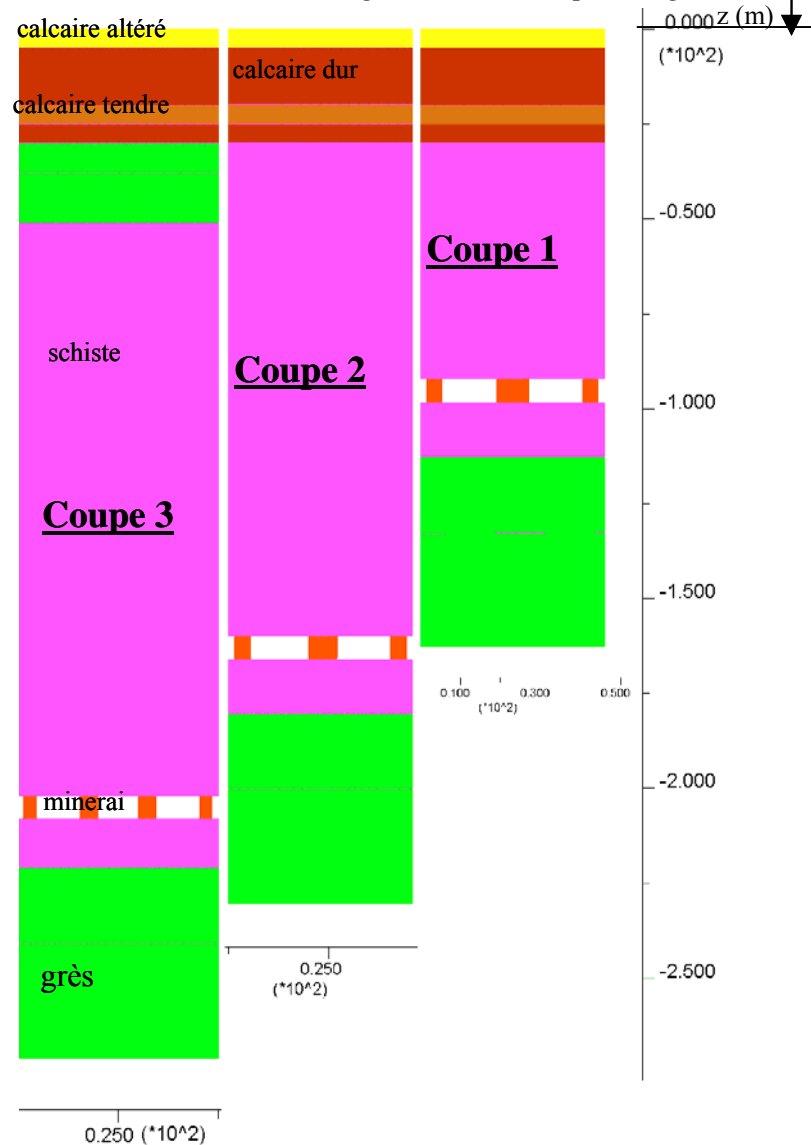 calcaire altéré
0.000 z (m)
(*10^2)
calcaire dur
calcaire tendre
-0.500
Coupe 1
schiste
Coupe 2
-1.000
Coupe 3
-1.500
0.100 0.300 0.500
(*10^2)
-2.000
minerai
-2.500
grès
0.250
(*10^2)
0.250 (*10^2)